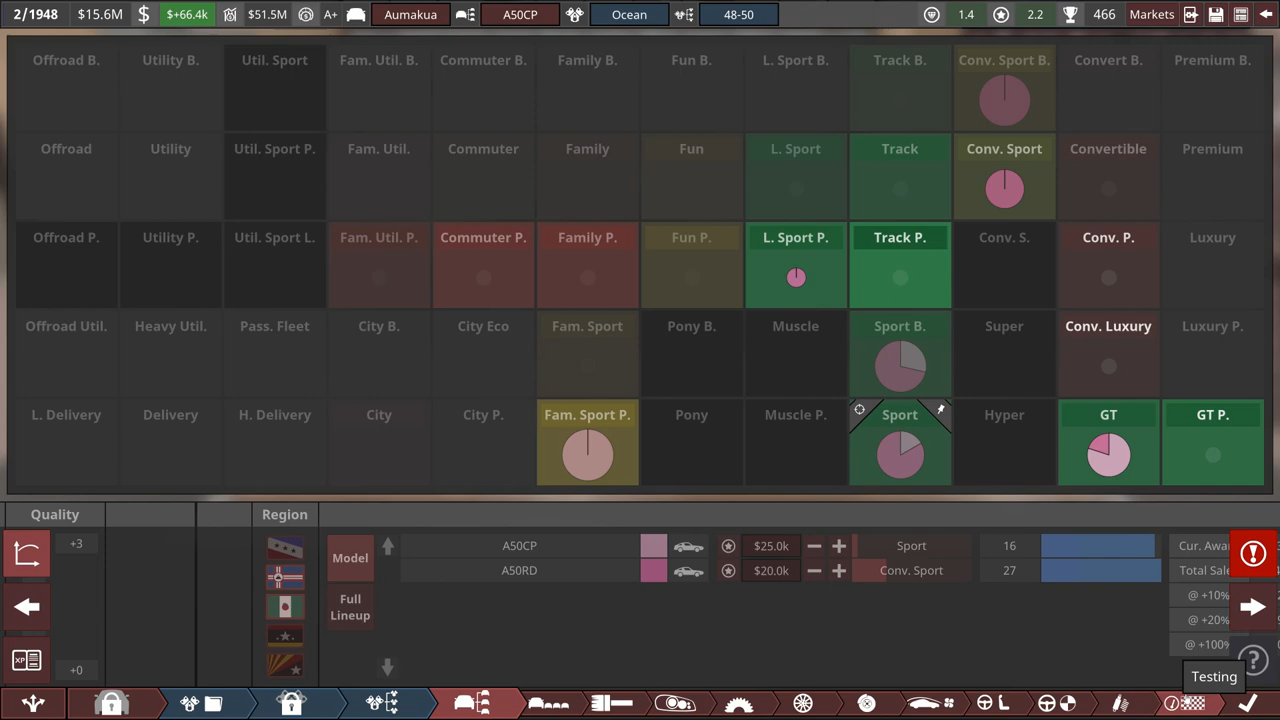 2/1948 $15.6M $ $+66.4k $51.5M A+ Aumakua A50CP Ocean 48-50 1.4 2.2 466 Markets
Offroad B. Utility B. Util. Sport Fam. Util. B. Commuter B. Family B. Fun B. L. Sport B. Track B. Conv. Sport B. Convert B. Premium B.
Offroad Utility Util. Sport P. Fam. Util. Commuter Family Fun L. Sport Track Conv. Sport Convertible Premium
Offroad P. Utility P. Util. Sport L. Fam. Util. P. Commuter P. Family P. Fun P. L. Sport P. Track P. Conv. S. Conv. P. Luxury
Offroad Util. Heavy Util. Pass. Fleet City B. City Eco Fam. Sport Pony B. Muscle Sport B. Super Conv. Luxury Luxury P.
L. Delivery Delivery H. Delivery City City P. Fam. Sport P. Pony Muscle P. Sport Hyper GT GT P.
Quality Region
+3 Model A50CP $25.0k Sport 16 Cur. Awa
A50RD $20.0k Conv. Sport 27 Total Sale
Full
Lineup
@ +10%
@ +20%
@ +100%
XP +0
Testing